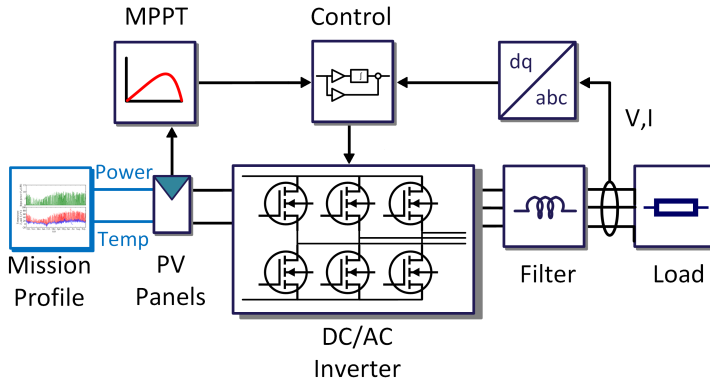 MPPT
Control
dq
abc
V,I
Power
Temp
Mission
Profile
PV
Panels
DC/AC
Inverter
Filter
Load